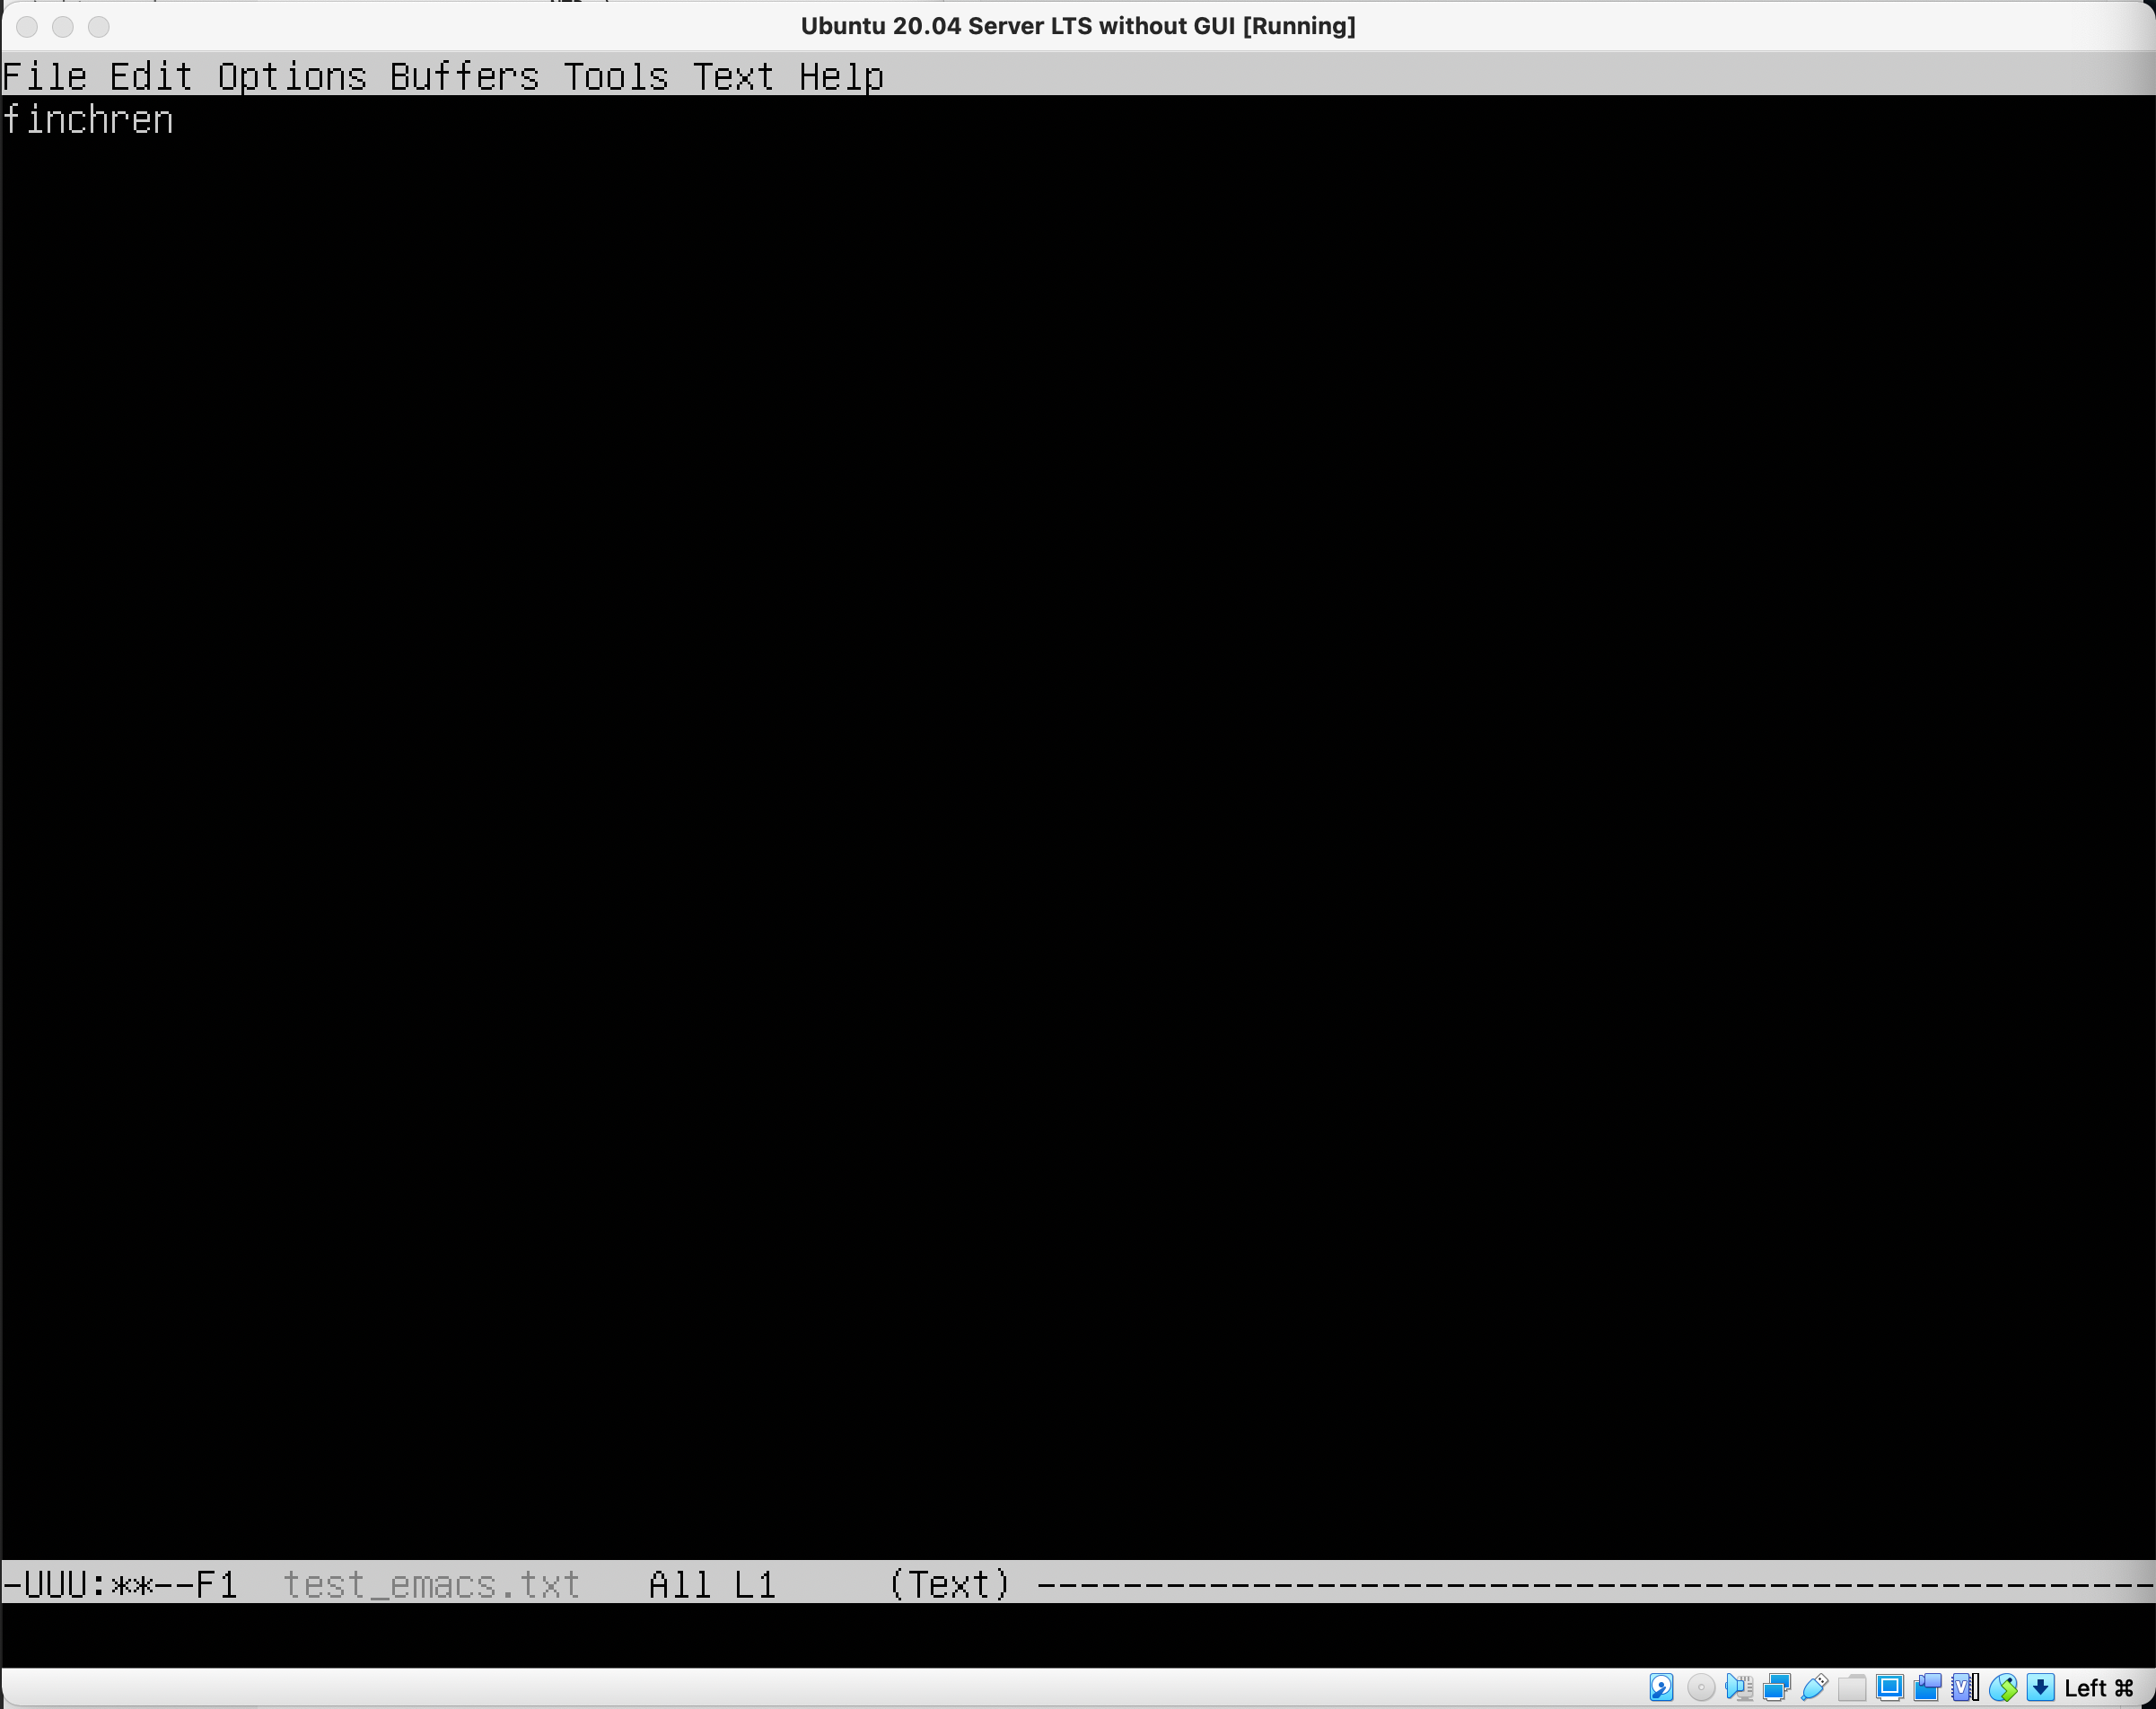 Ubuntu 20.04 Server LTS without GUI [Running]
File Edit Options Buffers Tools Text Help
finchren
-UUU:**--F1  test_emacs.txt   All L1     (Text) ----------------------------------------------------
Left ⌘